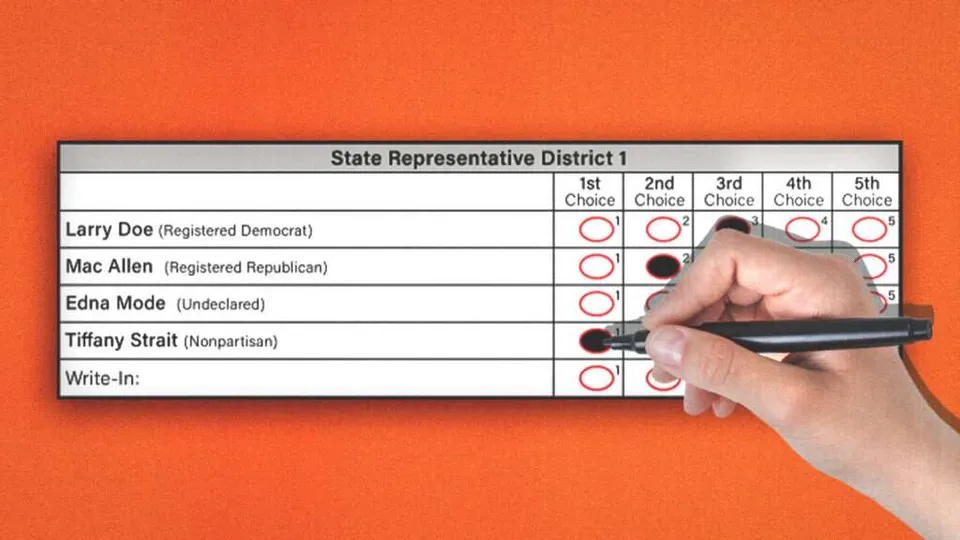 State Representative District 1
1st Choice 2nd Choice 3rd Choice 4th Choice 5th Choice
Larry Doe (Registered Democrat) 1 2 3 4 5
Mac Allen (Registered Republican) 1 2 5
Edna Mode (Undeclared) 1 5
Tiffany Strait (Nonpartisan) 1
Write-In: 1